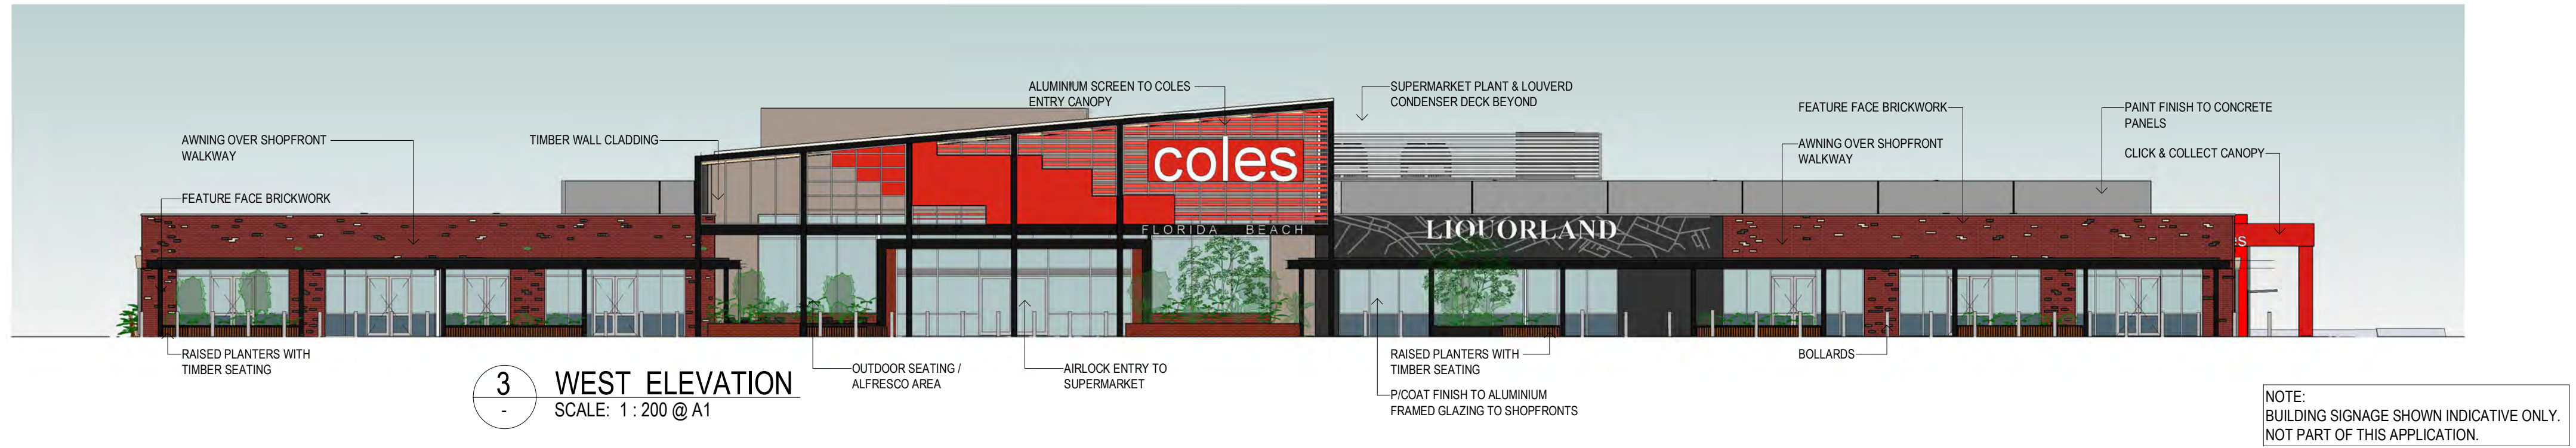 ALUMINIUM SCREEN TO COLES
ENTRY CANOPY
SUPERMARKET PLANT & LOUVERD
CONDENSER DECK BEYOND
FEATURE FACE BRICKWORK
PAINT FINISH TO CONCRETE
PANELS
AWNING OVER SHOPFRONT
WALKWAY
TIMBER WALL CLADDING
AWNING OVER SHOPFRONT
WALKWAY
CLICK & COLLECT CANOPY
coles
FEATURE FACE BRICKWORK
FLORIDA BEACH
LIQUORLAND
es
RAISED PLANTERS WITH
TIMBER SEATING
OUTDOOR SEATING /
ALFRESCO AREA
AIRLOCK ENTRY TO
SUPERMARKET
RAISED PLANTERS WITH
TIMBER SEATING
BOLLARDS
P/COAT FINISH TO ALUMINIUM
FRAMED GLAZING TO SHOPFRONTS
3
-
WEST ELEVATION
SCALE: 1 : 200 @ A1
NOTE:
BUILDING SIGNAGE SHOWN INDICATIVE ONLY.
NOT PART OF THIS APPLICATION.